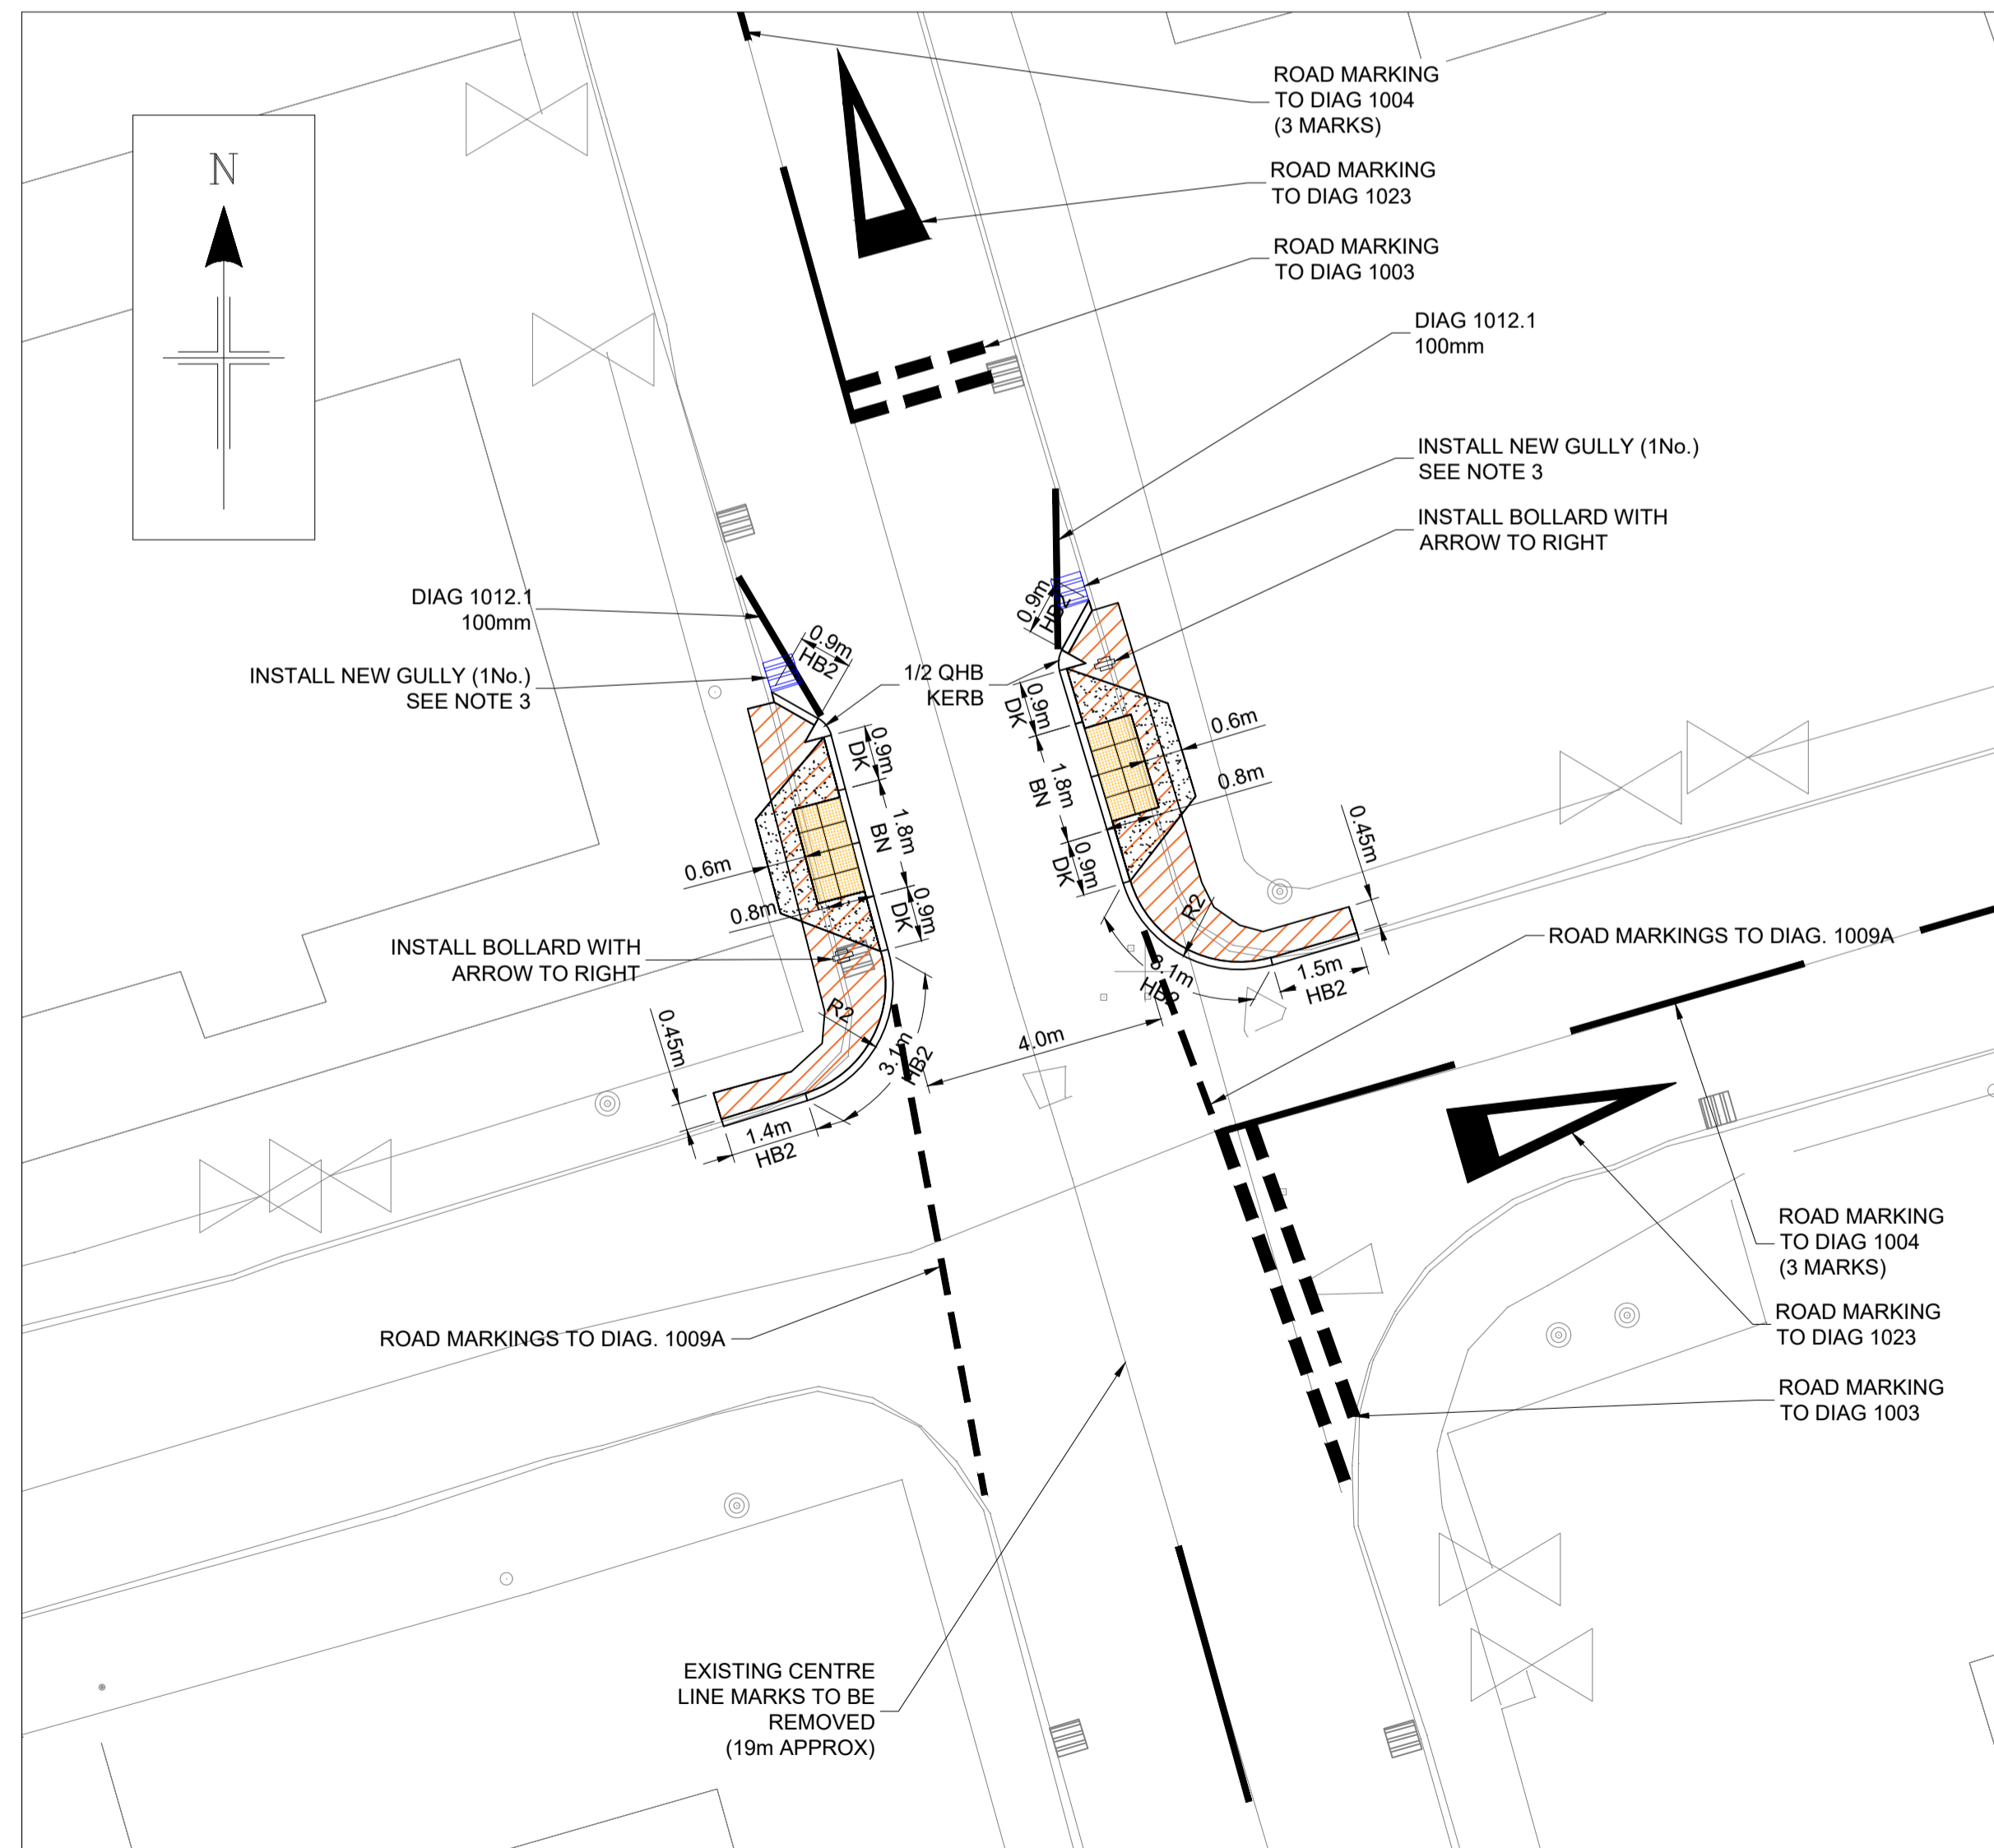 N
ROAD MARKING
TO DIAG 1004
(3 MARKS)
ROAD MARKING
TO DIAG 1023
ROAD MARKING
TO DIAG 1003
DIAG 1012.1
100mm
INSTALL NEW GULLY (1No.)
SEE NOTE 3
INSTALL BOLLARD WITH
ARROW TO RIGHT
DIAG 1012.1
100mm
INSTALL NEW GULLY (1No.)
SEE NOTE 3
0.9m
HB2
0.9m
HB2
1/2 QHB
KERB
0.9m
DK
1.8m
BN
0.9m
DK
0.6m
0.8m
0.9m
DK
1.8m
BN
0.9m
DK
0.6m
0.8m
0.45m
INSTALL BOLLARD WITH
ARROW TO RIGHT
R2
3.1m
HB2
1.5m
HB2
ROAD MARKINGS TO DIAG. 1009A
0.45m
R2
3.1m
HB2
1.4m
HB2
4.0m
ROAD MARKINGS TO DIAG. 1009A
ROAD MARKING
TO DIAG 1004
(3 MARKS)
ROAD MARKING
TO DIAG 1023
ROAD MARKING
TO DIAG 1003
EXISTING CENTRE
LINE MARKS TO BE
REMOVED
(19m APPROX)